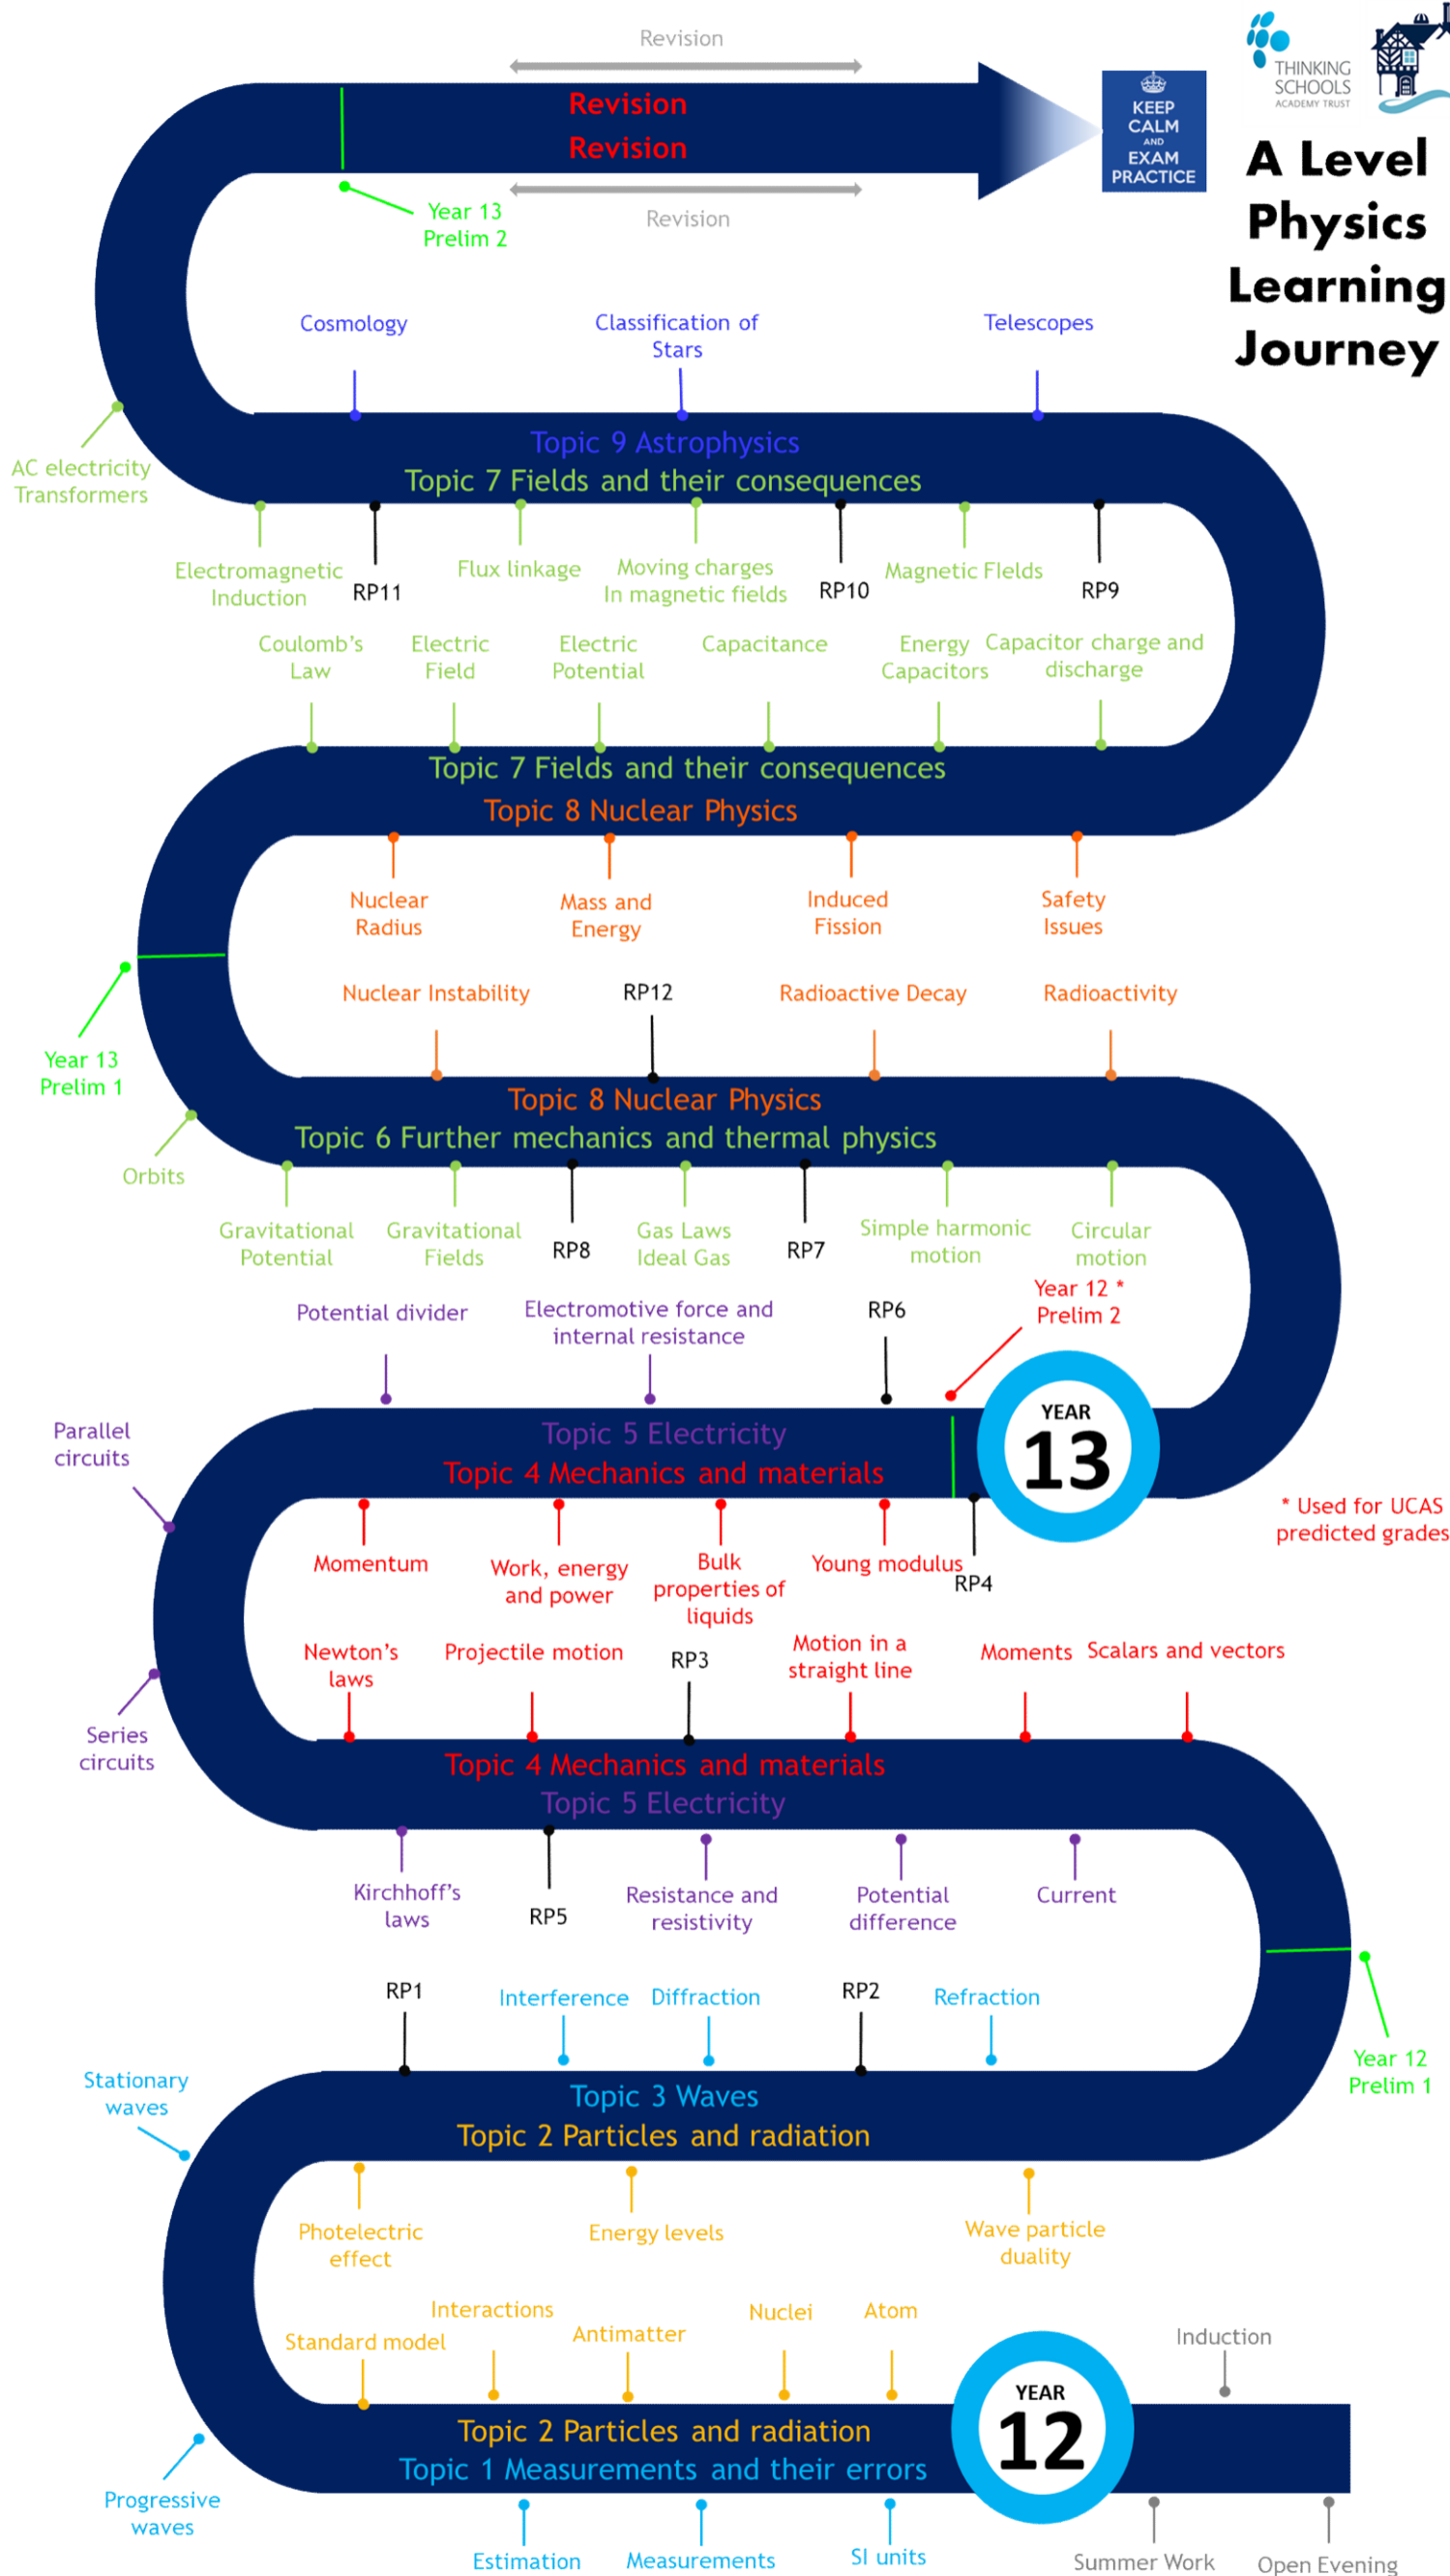 Revision
THINKING
SCHOOLS
ACADEMY TRUST
Revision
Revision
KEEP
CALM
AND
EXAM
PRACTICE
A Level
Physics
Learning
Journey
Year 13
Prelim 2
Revision
Cosmology
Classification of
Stars
Telescopes
Topic 9 Astrophysics
Topic 7 Fields and their consequences
AC electricity
Transformers
Electromagnetic
Induction
RP11
Flux linkage
Moving charges
In magnetic fields
RP10
Magnetic FIelds
RP9
Coulomb's
Law
Electric
Field
Electric
Potential
Capacitance
Energy
Capacitors
Capacitor charge and
discharge
Topic 7 Fields and their consequences
Topic 8 Nuclear Physics
Nuclear
Radius
Mass and
Energy
Induced
Fission
Safety
Issues
Year 13
Prelim 1
Nuclear Instability
RP12
Radioactive Decay
Radioactivity
Topic 8 Nuclear Physics
Topic 6 Further mechanics and thermal physics
Orbits
Gravitational
Potential
Gravitational
Fields
RP8
Gas Laws
Ideal Gas
RP7
Simple harmonic
motion
Circular
motion
Potential divider
Electromotive force and
internal resistance
RP6
Year 12 *
Prelim 2
YEAR
13
Topic 5 Electricity
Topic 4 Mechanics and materials
Parallel
circuits
* Used for UCAS
predicted grades
Momentum
Work, energy
and power
Bulk
properties of
liquids
Young modulus
RP4
Newton's
laws
Projectile motion
RP3
Motion in a
straight line
Moments
Scalars and vectors
Series
circuits
Topic 4 Mechanics and materials
Topic 5 Electricity
Kirchhoff's
laws
RP5
Resistance and
resistivity
Potential
difference
Current
RP1
Interference
Diffraction
RP2
Refraction
Year 12
Prelim 1
Stationary
waves
Topic 3 Waves
Topic 2 Particles and radiation
Photelectric
effect
Energy levels
Wave particle
duality
Standard model
Interactions
Antimatter
Nuclei
Atom
Induction
YEAR
12
Topic 2 Particles and radiation
Topic 1 Measurements and their errors
Progressive
waves
Estimation
Measurements
SI units
Summer Work
Open Evening